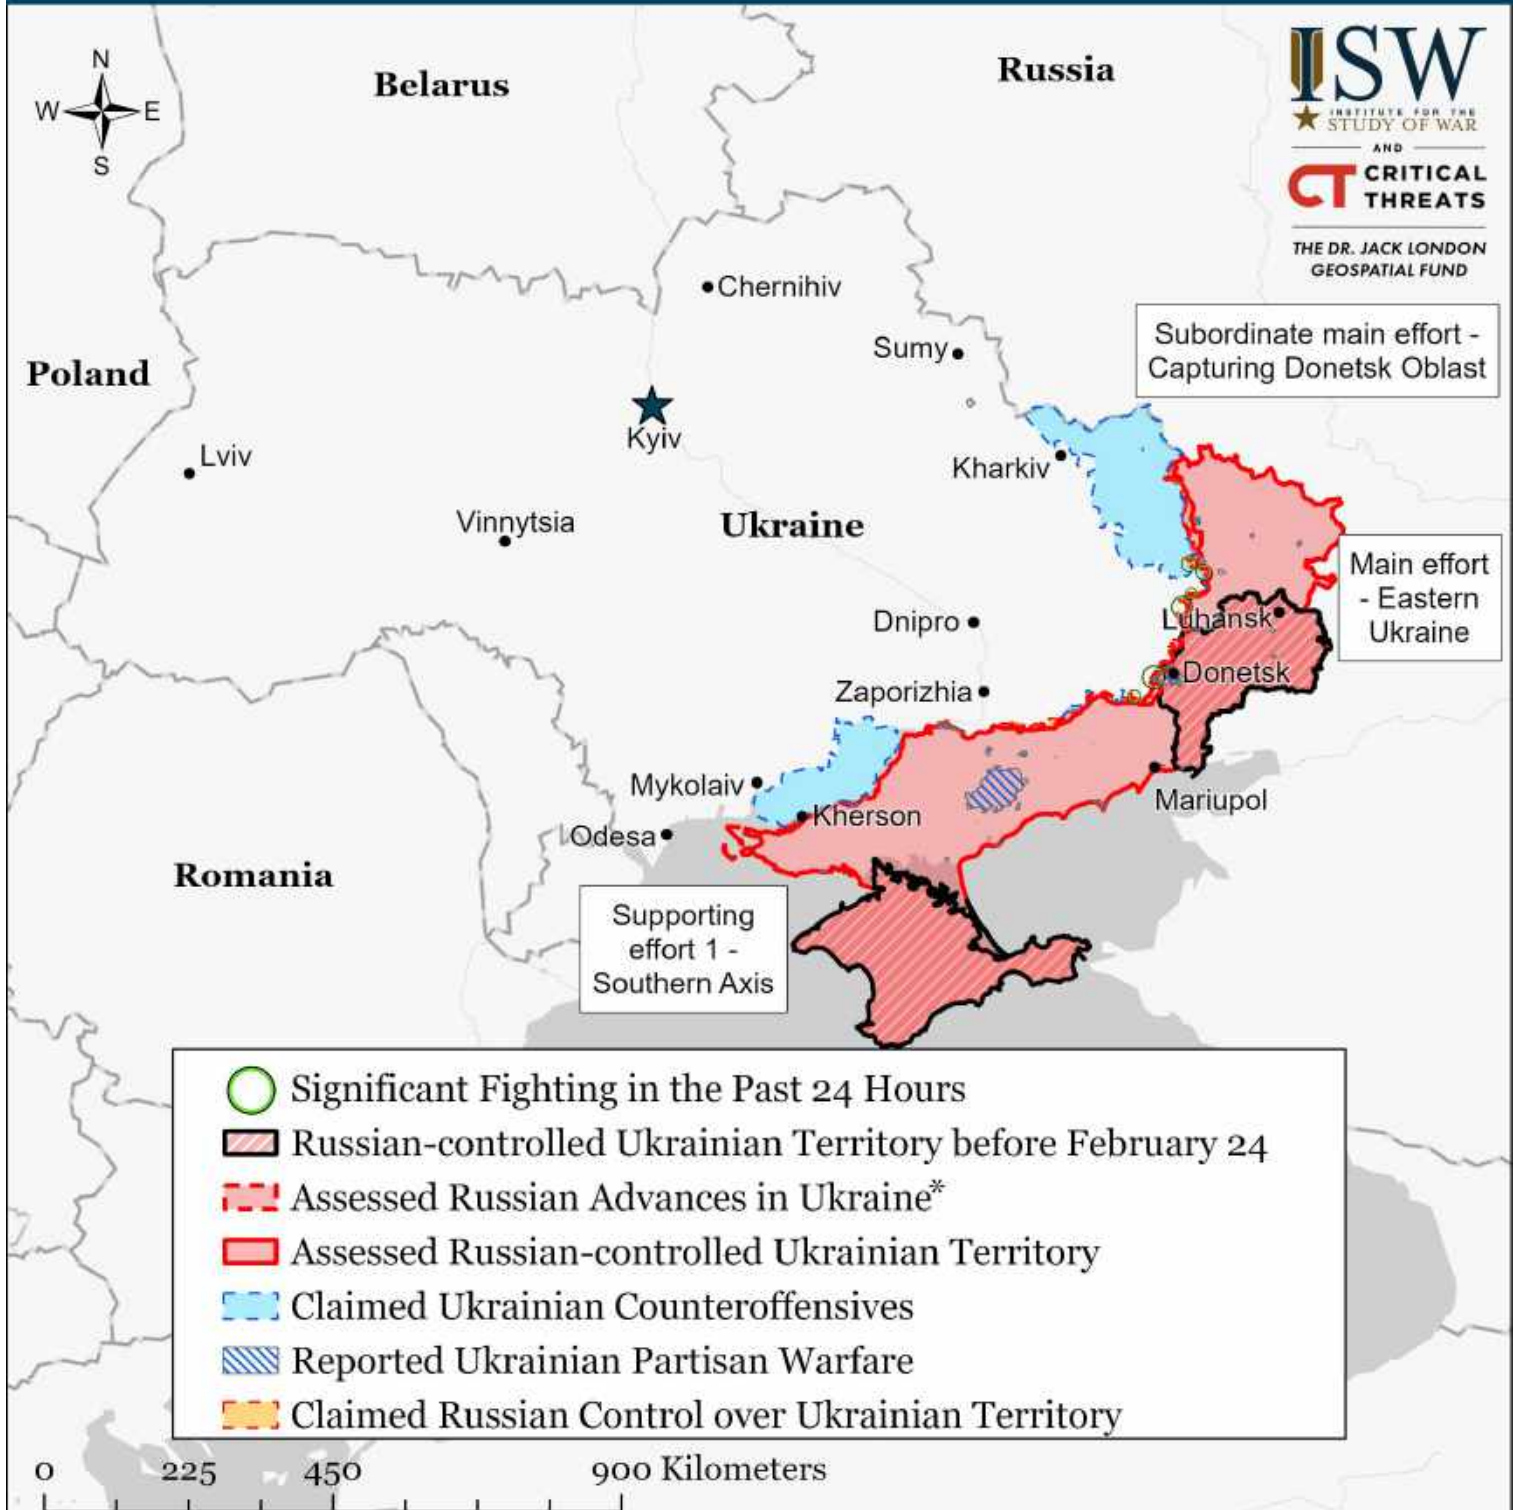 N
W E
S
Belarus
Russia
ISW
INSTITUTE FOR THE
STUDY OF WAR
AND
CT CRITICAL
THREATS
THE DR. JACK LONDON
GEOSPATIAL FUND
Chernihiv
Subordinate main effort -
Capturing Donetsk Oblast
Sumy
Poland
Kyiv
Lviv
Kharkiv
Vinnytsia
Ukraine
Main effort
- Eastern
Ukraine
Dnipro
Luhansk
Donetsk
Zaporizhia
Mykolaiv
Mariupol
Kherson
Odesa
Romania
Supporting
effort 1 -
Southern Axis
Significant Fighting in the Past 24 Hours
Russian-controlled Ukrainian Territory before February 24
Assessed Russian Advances in Ukraine*
Assessed Russian-controlled Ukrainian Territory
Claimed Ukrainian Counteroffensives
Reported Ukrainian Partisan Warfare
Claimed Russian Control over Ukrainian Territory
0 225 450 900 Kilometers